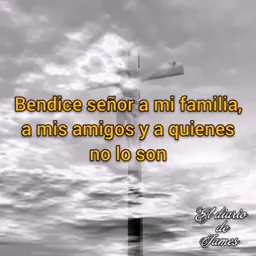 Bendice señor a mi familia,
a mis amigos y a quienes
no lo son
El diario
de
James